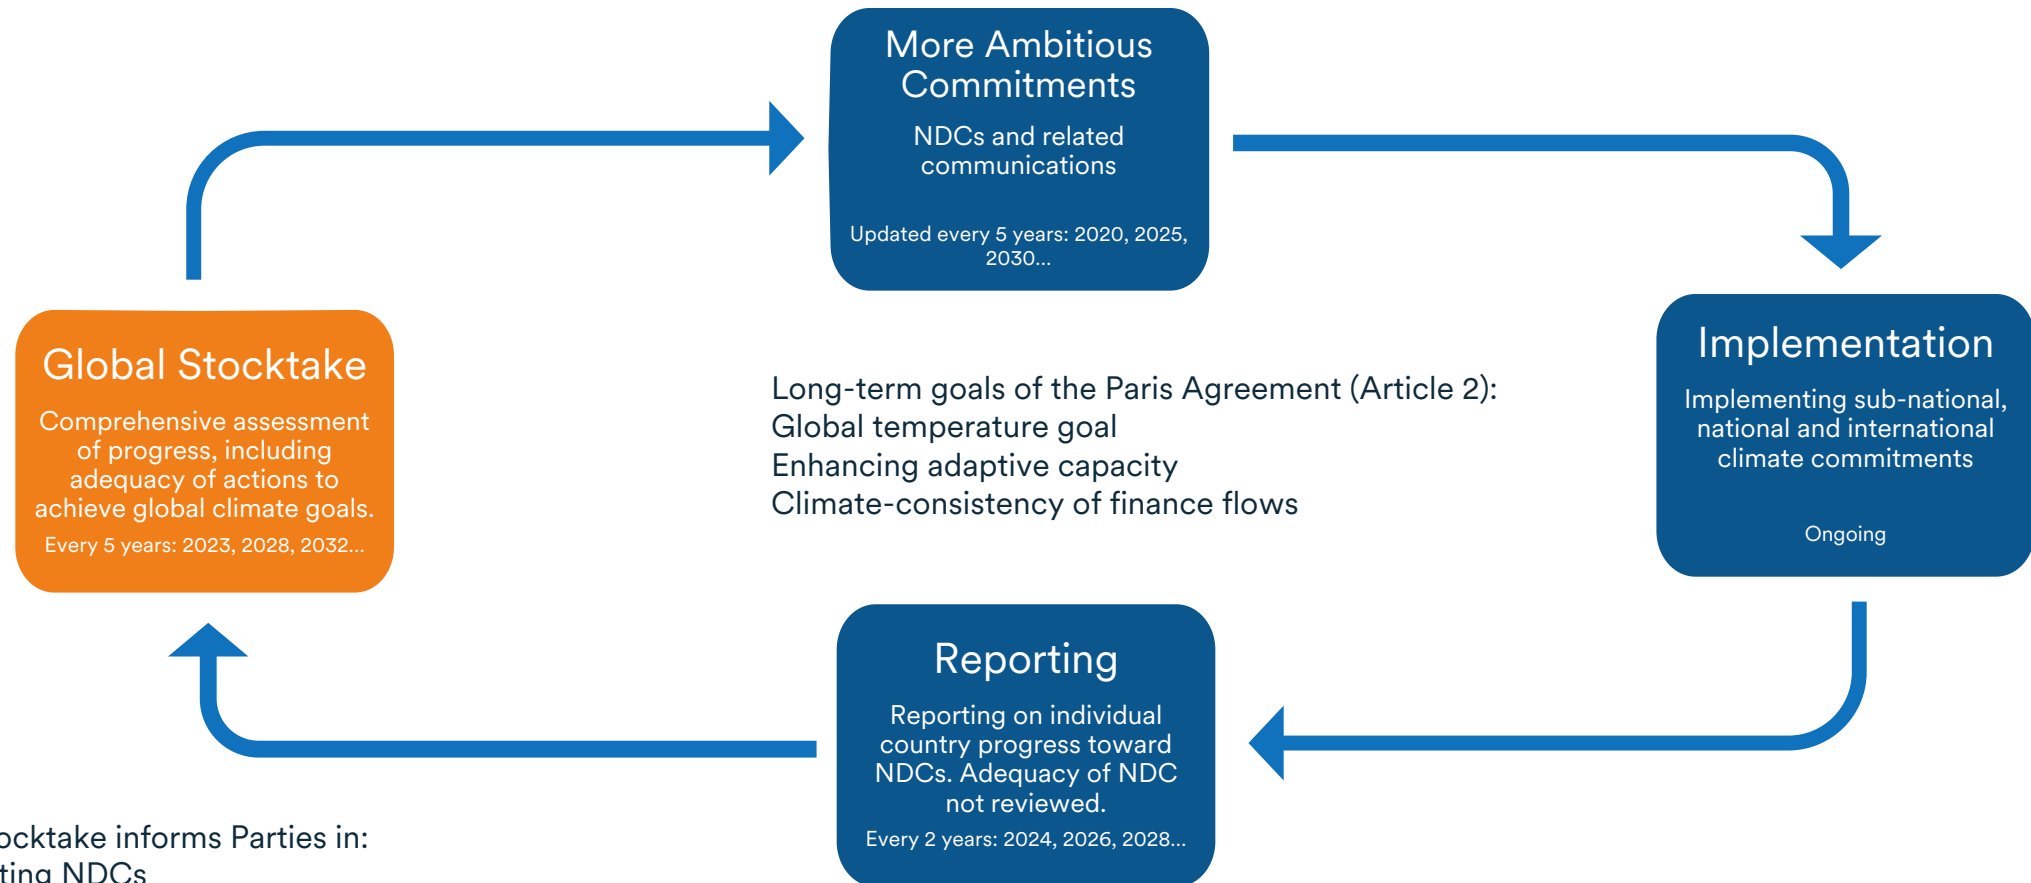 More Ambitious
Commitments
NDCs and related
communications
Updated every 5 years: 2020, 2025,
2030...
Global Stocktake
Comprehensive assessment
of progress, including
adequacy of actions to
achieve global climate goals.
Every 5 years: 2023, 2028, 2032...
Long-term goals of the Paris Agreement (Article 2):
Global temperature goal
Enhancing adaptive capacity
Climate-consistency of finance flows
Implementation
Implementing sub-national,
national and international
climate commitments
Ongoing
Reporting
Reporting on individual
country progress toward
NDCs. Adequacy of NDC
not reviewed.
Every 2 years: 2024, 2026, 2028...
informs Parties in:
NDCs